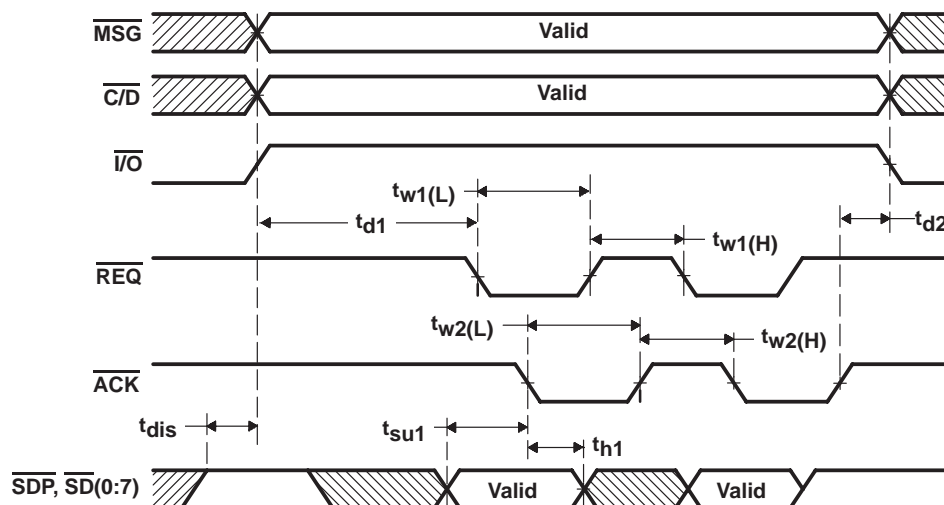 MSG
Valid
C/D
Valid
I/O
tw1(L)
td1
td2
tw1(H)
REQ
tw2(L)
tw2(H)
ACK
tdis
tsu1
th1
SDP, SD(0:7)
Valid
Valid